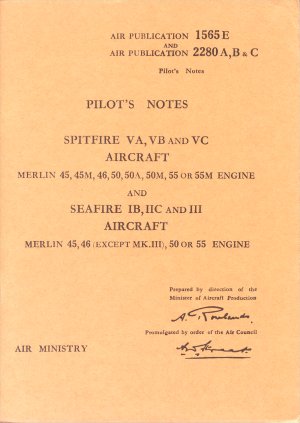 AIR PUBLICATION 1565 E
AND
AIR PUBLICATION 2280 A, B & C
Pilot's Notes
PILOT'S NOTES
SPITFIRE VA, VB AND VC
AIRCRAFT
MERLIN 45, 45M, 46, 50, 50A, 50M, 55 OR 55M ENGINE
AND
SEAFIRE IB, IIC AND III
AIRCRAFT
MERLIN 45, 46 (EXCEPT MK. III), 50 OR 55 ENGINE
Prepared by direction of the
Minister of Aircraft Production
A. Rowlands
Promulgated by order of the Air Council
AIR MINISTRY